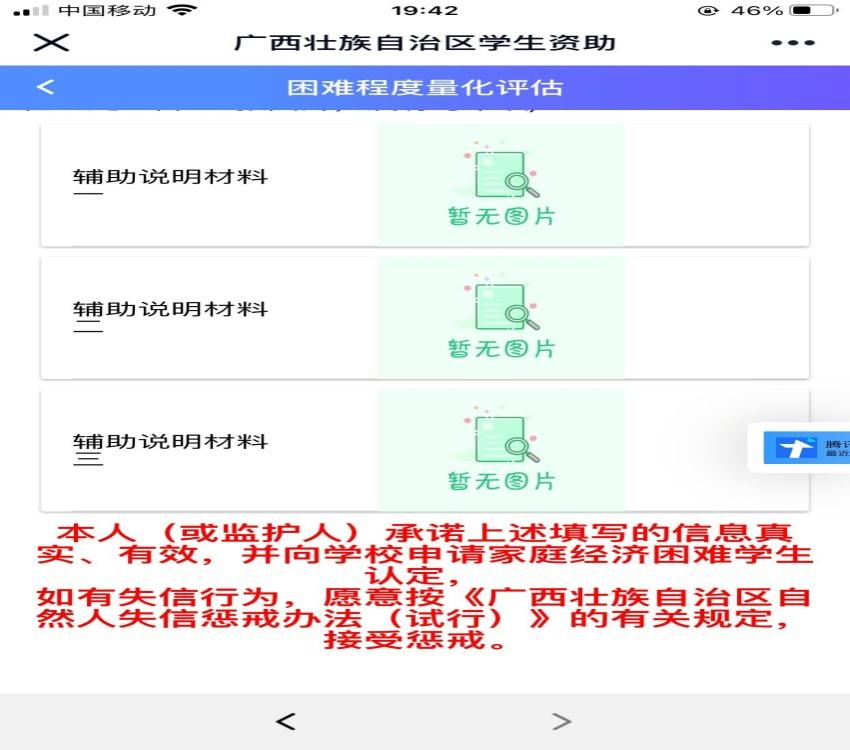 中国移动
19:42
46%
广西壮族自治区学生资助
困难程度量化评估
辅助说明材料
一
暂无图片
辅助说明材料
二
暂无图片
辅助说明材料
三
暂无图片
腾讯
最近
本人（或监护人）承诺上述填写的信息真
实、有效，并向学校申请家庭经济困难学生
认定，
如有失信行为，愿意按《广西壮族自治区自
然人失信惩戒办法（试行）》的有关规定，
接受惩戒。